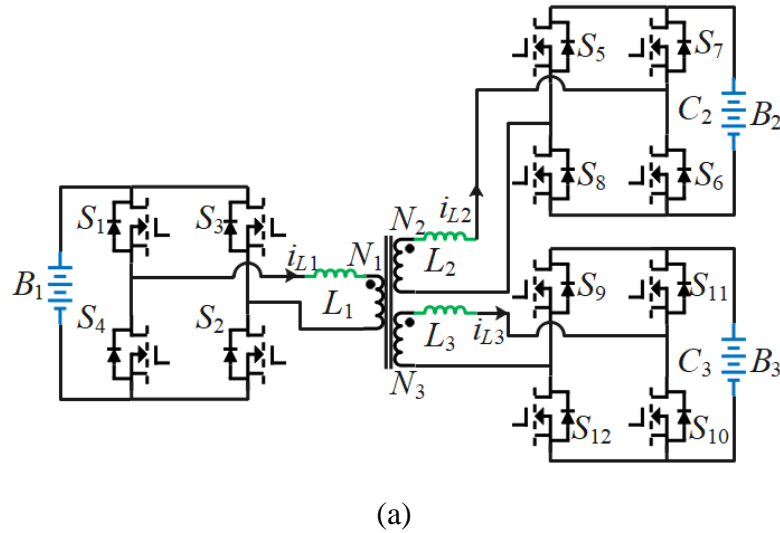 S5 S7
C2 B2
S8 S6
S1 S3
N2 iL2
iL1 N1
L2
B1
L1
S9 S11
S4 S2
L3 iL3
C3 B3
N3
S12 S10
(a)